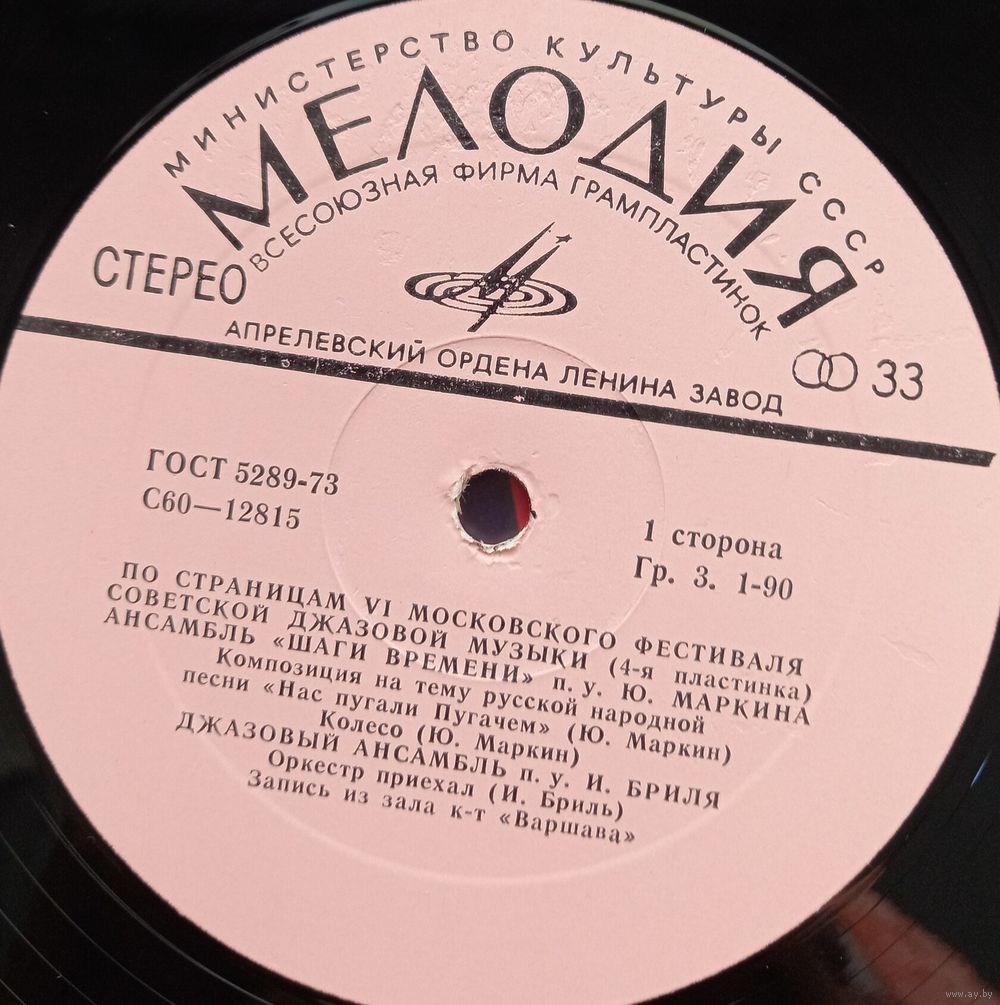 МИНИСТЕРСТВО КУЛЬТУРЫ СССР
МЕЛОДИЯ
ВСЕСОЮЗНАЯ ФИРМА ГРАМПЛАСТИНОК
СТЕРЕО
33
АПРЕЛЕВСКИЙ ОРДЕНА ЛЕНИНА ЗАВОД
ГОСТ 5289-73
С60—12815
1 сторона
Гр. 3. 1-90
ПО СТРАНИЦАМ VI МОСКОВСКОГО ФЕСТИВАЛЯ
СОВЕТСКОЙ ДЖАЗОВОЙ МУЗЫКИ (4-я пластинка)
АНСАМБЛЬ «ШАГИ ВРЕМЕНИ» п. у. Ю. МАРКИНА
Композиция на тему русской народной
песни «Нас пугали Пугачем» (Ю. Маркин)
Колесо (Ю. Маркин)
ДЖАЗОВЫЙ АНСАМБЛЬ п. у. И. БРИЛЯ
Оркестр приехал (И. Бриль)
Запись из зала к-т «Варшава»
www.ay.by